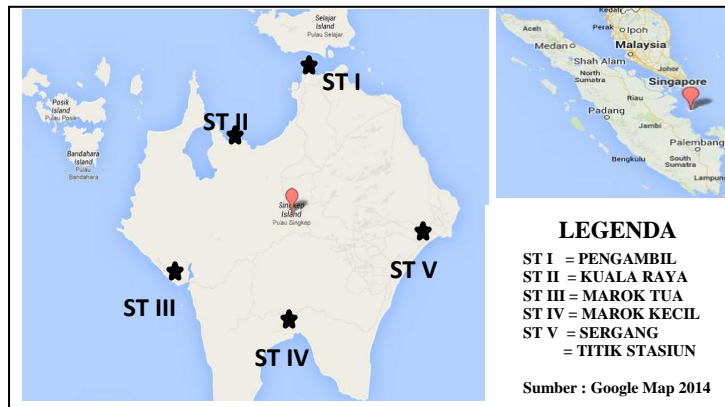 Selajar
Island
Pulau Selajar
ST I
Posik
Island
Pulau Posik
ST II
Bandahara
Island
Pulau
Bandahara
Singkep
Island
Pulau Singkep
ST V
ST III
ST IV
Aceh
Kedah
Perak
Ipoh
Medan
Malaysia
Shah Alam
North
Sumatra
Johor
Singapore
Riau
Padang
Jambi
Palembang
Bengkulu
South
Sumatra
Lampung
LEGENDA
ST I = PENGAMBIL
ST II = KUALA RAYA
ST III = MAROK TUA
ST IV = MAROK KECIL
ST V = SERGANG
= TITIK STASIUN
Sumber : Google Map 2014